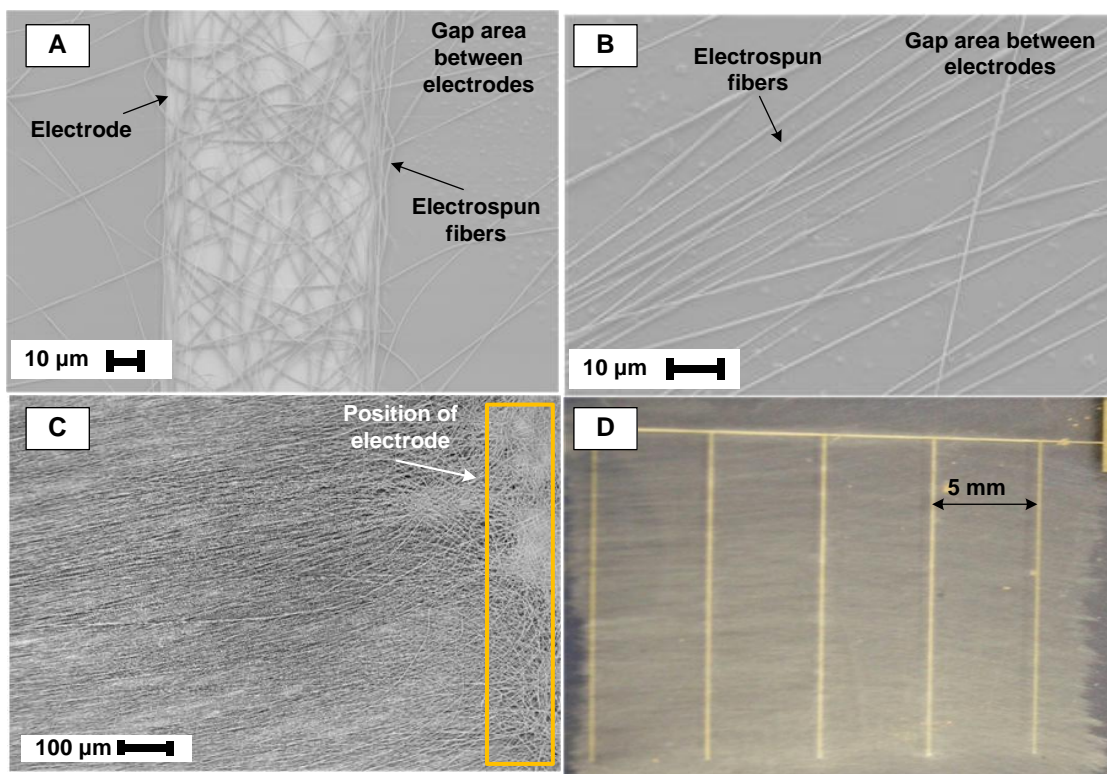 A
Gap area
between
electrodes
Electrode
Electrospun
fibers
10 µm
B
Electrospun
fibers
Gap area between
electrodes
10 µm
C
Position of
electrode
100 µm
D
5 mm